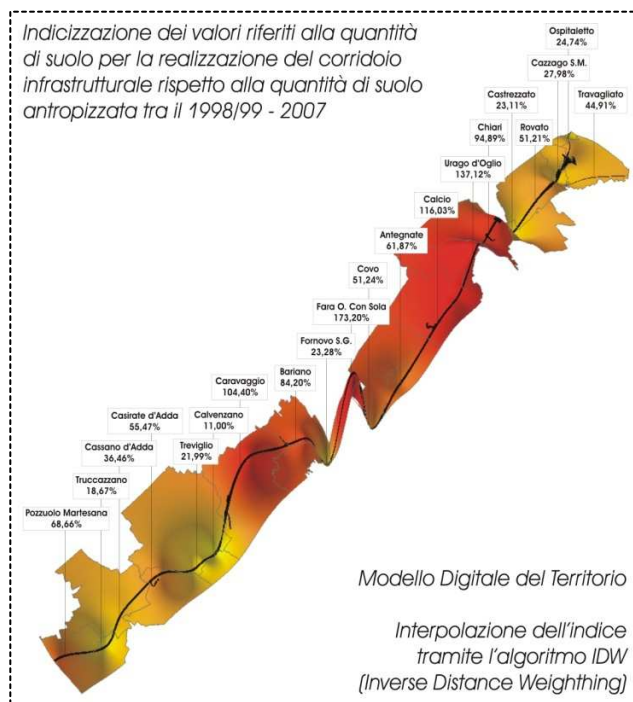 Indicizzazione dei valori riferiti alla quantità
di suolo per la realizzazione del corridoio
infrastrutturale rispetto alla quantità di suolo
antropizzata tra il 1998/99 - 2007
Ospitaletto
24,74%
Cazzago S.M.
27,98%
Castrezzato
23,11%
Travagliato
44,91%
Chiari
94,89%
Rovato
51,21%
Urago d'Oglio
137,12%
Calcio
116,03%
Antegnate
61,87%
Covo
51,24%
Fara O. Con Sola
173,20%
Fornovo S.G.
23,28%
Bariano
84,20%
Caravaggio
104,40%
Calvenzano
11,00%
Casirate d'Adda
55,47%
Treviglio
21,99%
Cassano d'Adda
36,46%
Truccazzano
18,67%
Pozzuolo Martesana
68,66%
Modello Digitale del Territorio
Interpolazione dell'indice
tramite l'algoritmo IDW
(Inverse Distance Weighthing)